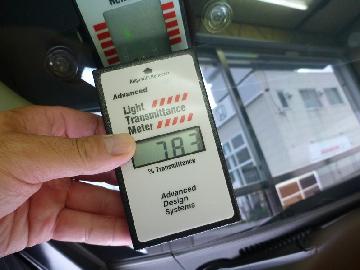 Advanced
Light
Transmittance
Meter
78.3
% Transmittance
Advanced
Design
Systems